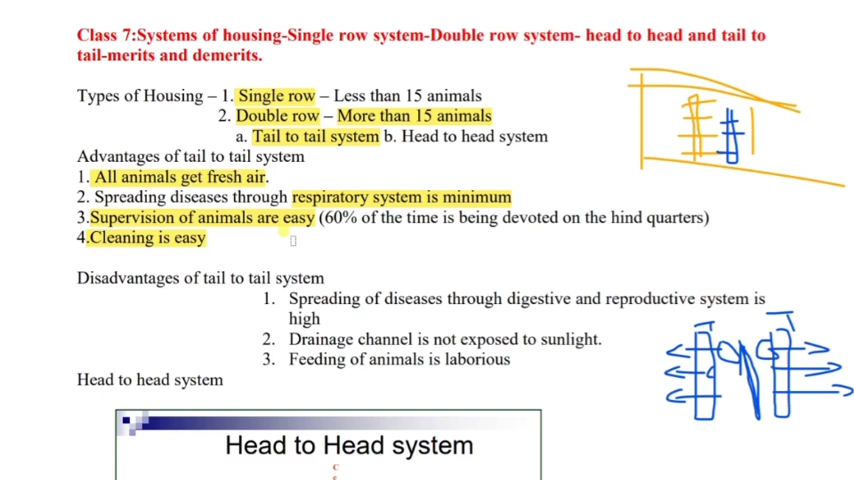 Class 7:Systems of housing-Single row system-Double row system- head to head and tail to
tail-merits and demerits.
Types of Housing – 1. Single row – Less than 15 animals
2. Double row – More than 15 animals
a. Tail to tail system b. Head to head system
Advantages of tail to tail system
1. All animals get fresh air.
2. Spreading diseases through respiratory system is minimum
3.Supervision of animals are easy (60% of the time is being devoted on the hind quarters)
4.Cleaning is easy
Disadvantages of tail to tail system
1. Spreading of diseases through digestive and reproductive system is
high
2. Drainage channel is not exposed to sunlight.
3. Feeding of animals is laborious
Head to head system
Head to Head system